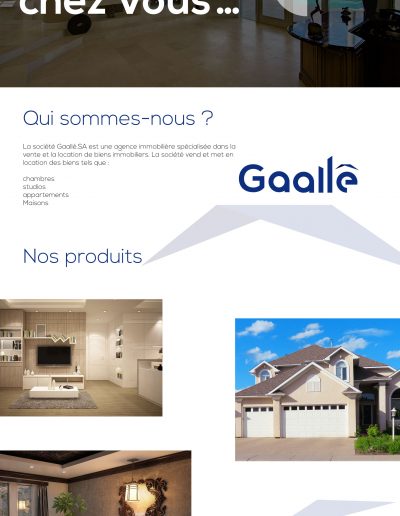 chez vous...
Qui sommes-nous ?
La société Gaallé.SA est une agence immobilière spécialisée dans la
vente et la location de biens immobiliers. La société vend et met en
location des biens tels que :
chambres
studios
appartements
Maisons
Gaallê
Nos produits